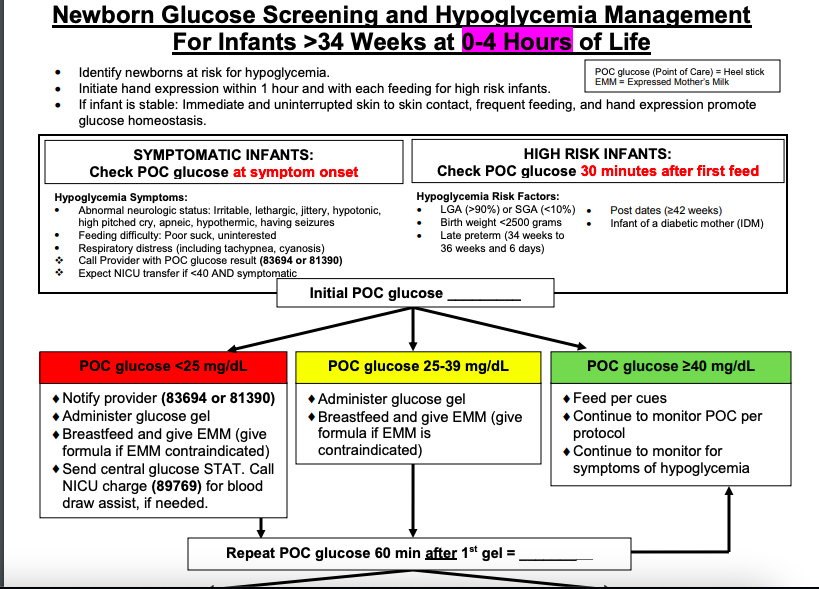 Newborn Glucose Screening and Hypoglycemia Management
For Infants >34 Weeks at 0-4 Hours of Life
• Identify newborns at risk for hypoglycemia.
• Initiate hand expression within 1 hour and with each feeding for high risk infants.
• If infant is stable: Immediate and uninterrupted skin to skin contact, frequent feeding, and hand expression promote
glucose homeostasis.
POC glucose (Point of Care) = Heel stick
EMM = Expressed Mother's Milk
SYMPTOMATIC INFANTS:
Check POC glucose at symptom onset
Hypoglycemia Symptoms:
• Abnormal neurologic status: Irritable, lethargic, jittery, hypotonic,
high pitched cry, apneic, hypothermic, having seizures
• Feeding difficulty: Poor suck, uninterested
• Respiratory distress (including tachypnea, cyanosis)
❖ Call Provider with POC glucose result (83694 or 81390)
❖ Expect NICU transfer if <40 AND symptomatic
HIGH RISK INFANTS:
Check POC glucose 30 minutes after first feed
Hypoglycemia Risk Factors:
• LGA (>90%) or SGA (<10%)
• Birth weight <2500 grams
• Late preterm (34 weeks to
36 weeks and 6 days)
• Post dates (≥42 weeks)
• Infant of a diabetic mother (IDM)
Initial POC glucose _________
POC glucose <25 mg/dL
♦ Notify provider (83694 or 81390)
♦ Administer glucose gel
♦ Breastfeed and give EMM (give
formula if EMM contraindicated)
♦ Send central glucose STAT. Call
NICU charge (89769) for blood
draw assist, if needed.
POC glucose 25-39 mg/dL
♦ Administer glucose gel
♦ Breastfeed and give EMM (give
formula if EMM is
contraindicated)
POC glucose ≥40 mg/dL
♦ Feed per cues
♦ Continue to monitor POC per
protocol
♦ Continue to monitor for
symptoms of hypoglycemia
Repeat POC glucose 60 min after 1st gel = _________